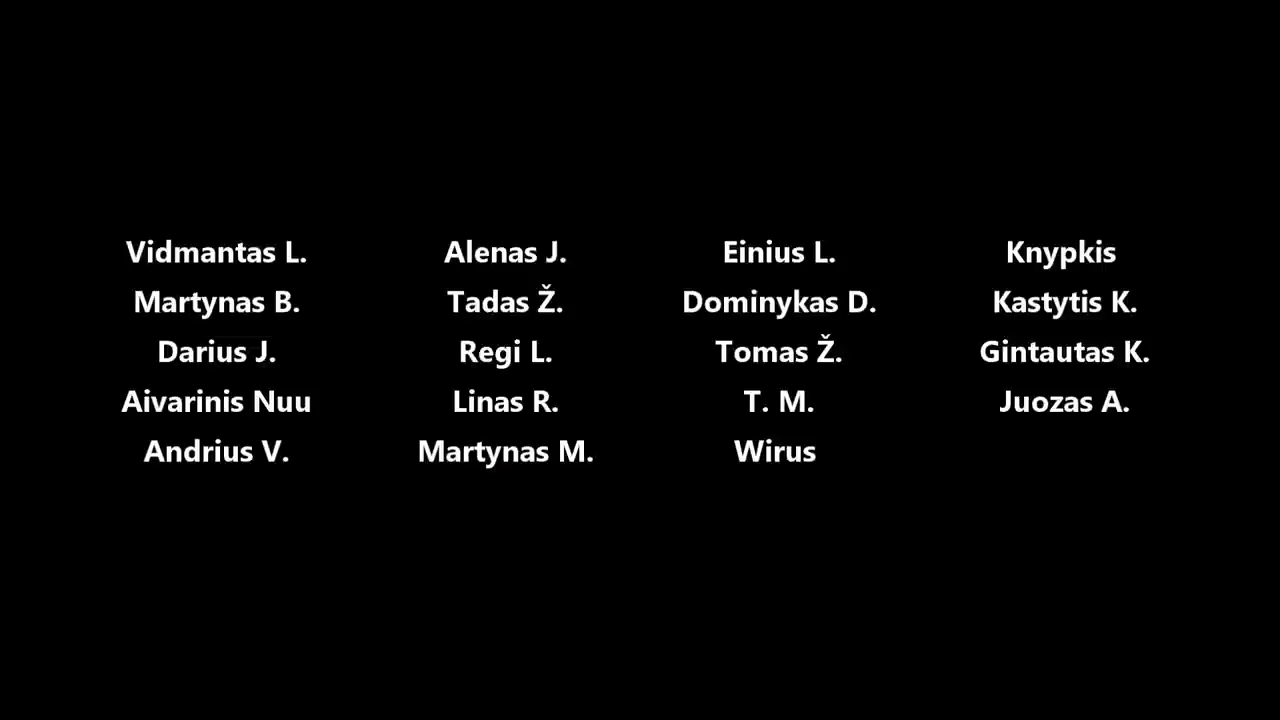 Vidmantas L.
Martynas B.
Darius J.
Aivarinis Nuu
Andrius V.
Alenas J.
Tadas Ž.
Regi L.
Linas R.
Martynas M.
Einius L.
Dominykas D.
Tomas Ž.
T. M.
Wirus
Knypkis
Kastytis K.
Gintautas K.
Juozas A.